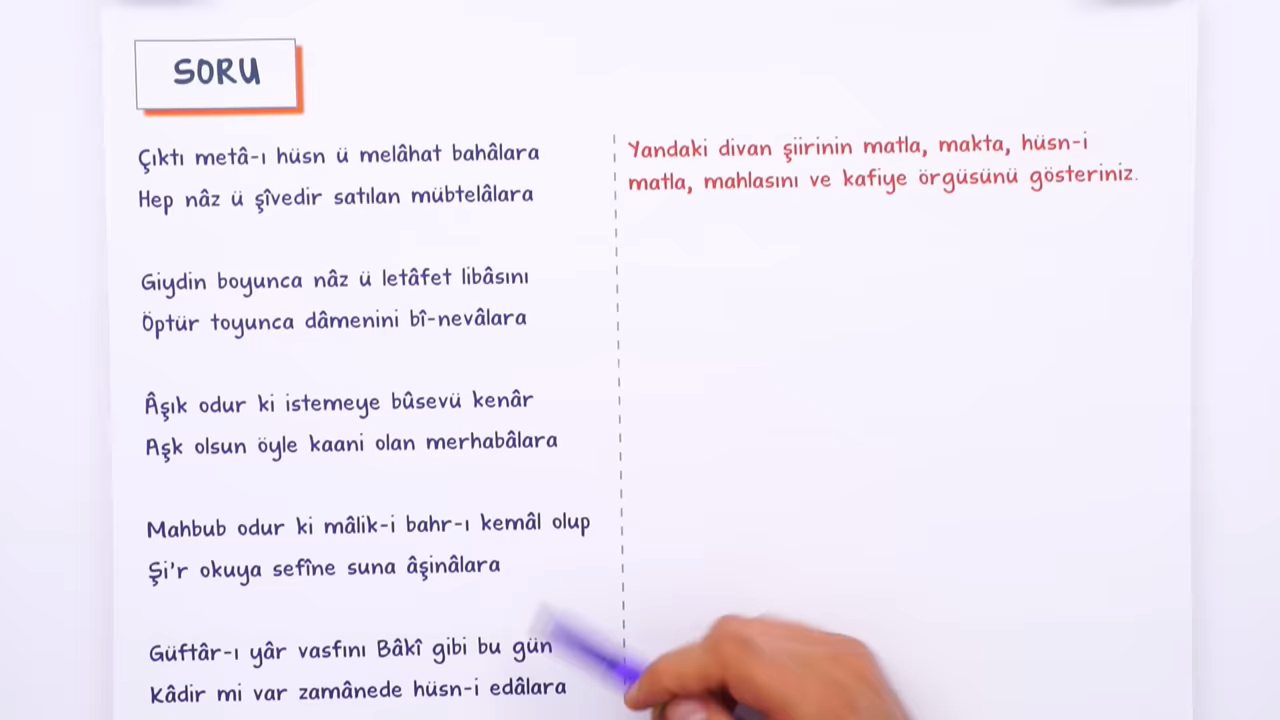 SORU
Çıktı metâ-ı hüsn ü melâhat bahâlara
Hep nâz ü şîvedir satılan mübtelâlara
Giydin boyunca nâz ü letâfet libâsını
Öptür toyunca dâmenini bî-nevâlara
Âşık odur ki istemeye bûsevü kenâr
Aşk olsun öyle kaani olan merhabâlara
Mahbub odur ki mâlik-i bahr-ı kemâl olup
Şi'r okuya sefîne suna âşinâlara
Güftâr-ı yâr vasfını Bâkî gibi bu gün
Kâdir mi var zamânede hüsn-i edâlara
Yandaki divan şiirinin matla, makta, hüsn-i
matla, mahlasını ve kafiye örgüsünü gösteriniz.